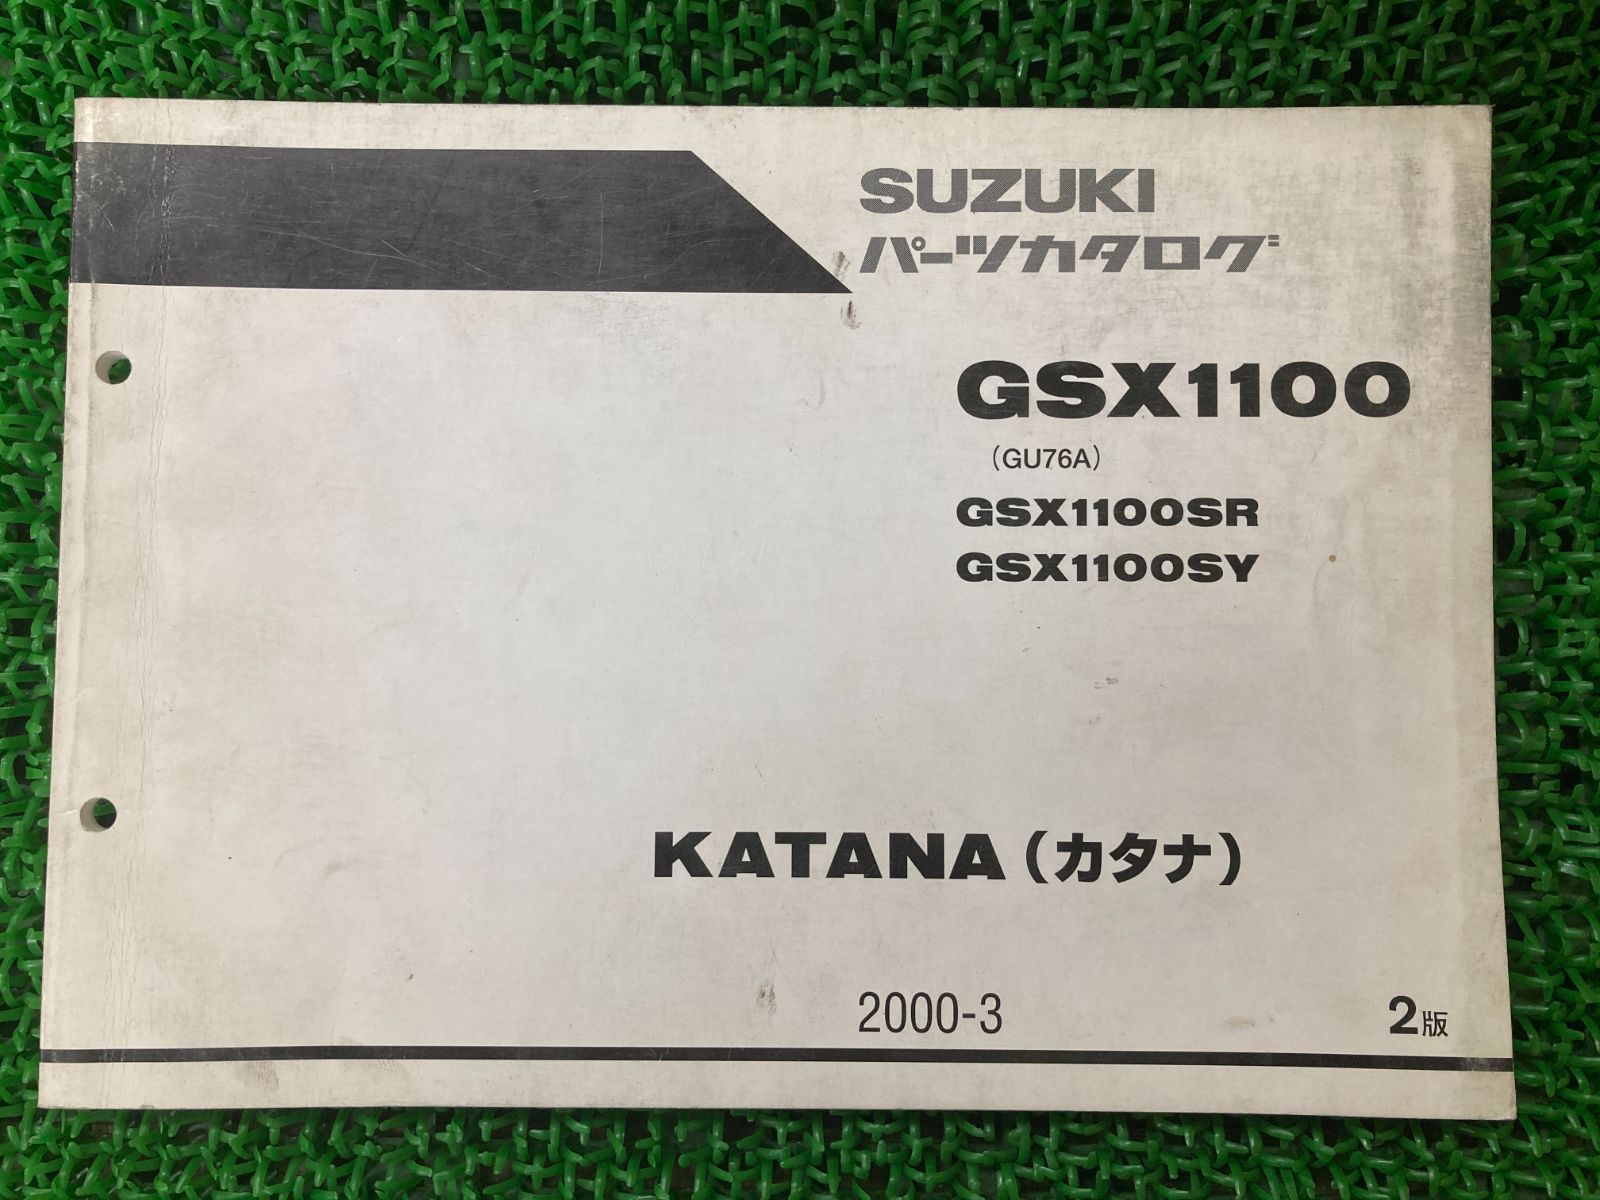 SUZUKI
パーツカタログ
GSX1100
（GU76A）
GSX1100SR
GSX1100SY
KATANA（カタナ）
2000-3
2版